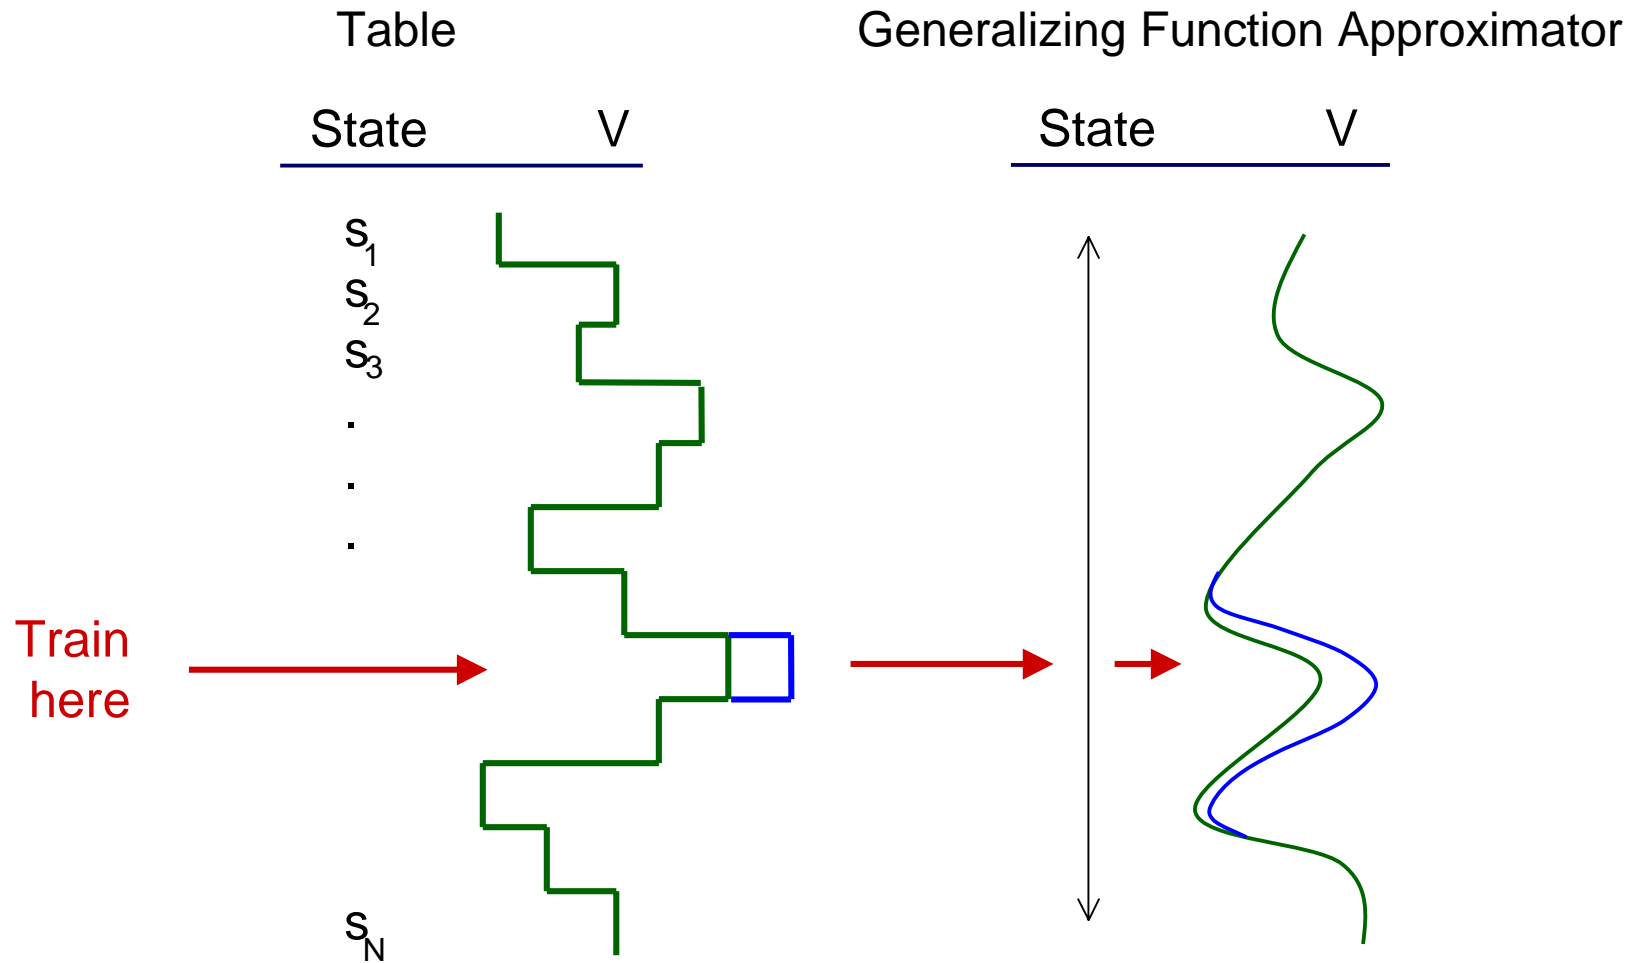 Table
Generalizing Function Approximator
State V
State V
s1
s2
s3
.
.
.
Train
here
sN